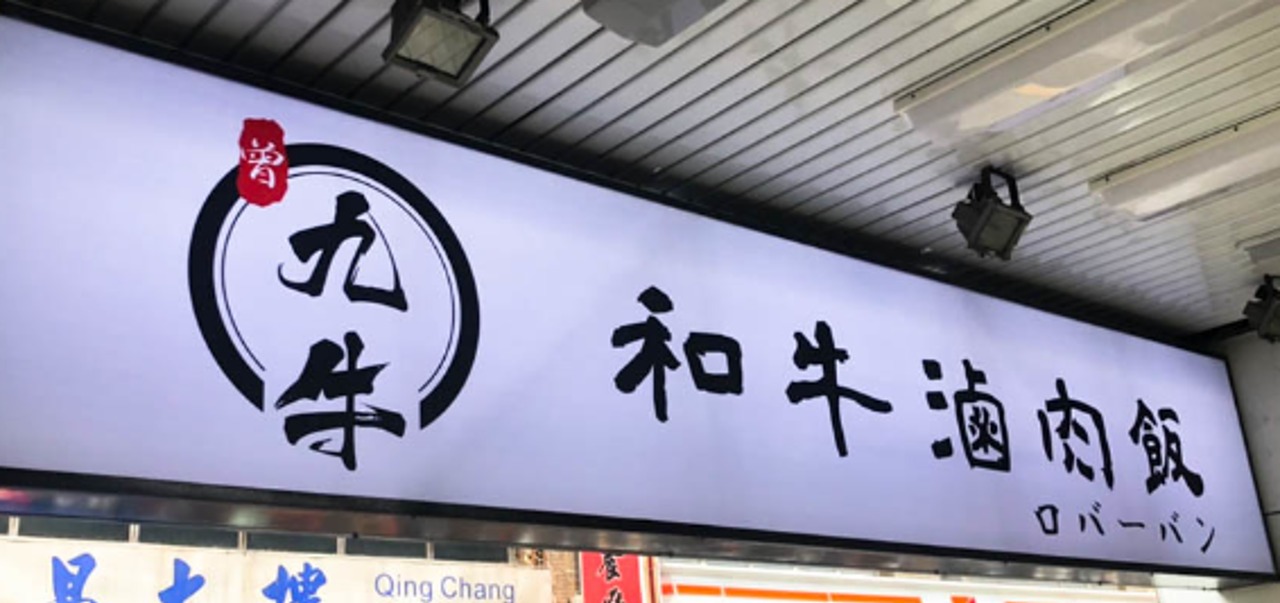 曾
九牛
和牛滷肉飯
ロバーバン
Qing Chang